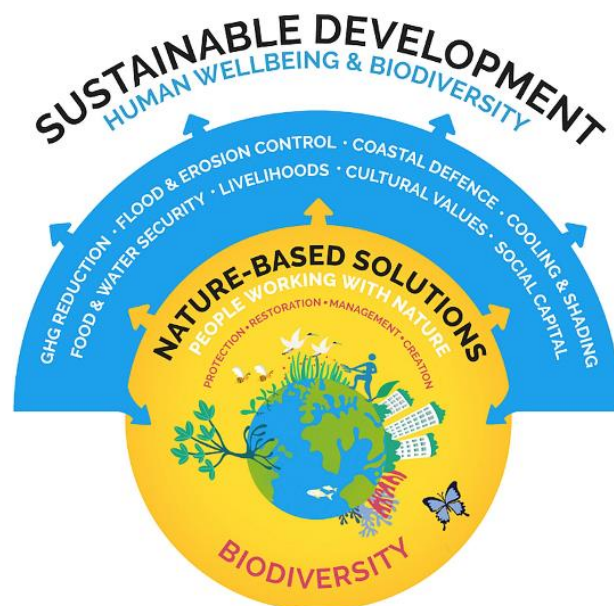 SUSTAINABLE DEVELOPMENT
HUMAN WELLBEING & BIODIVERSITY
GHG REDUCTION · FLOOD & EROSION CONTROL · COASTAL DEFENCE · COOLING & SHADING
FOOD & WATER SECURITY · LIVELIHOODS · CULTURAL VALUES · SOCIAL CAPITAL
NATURE-BASED SOLUTIONS
PEOPLE WORKING WITH NATURE
PROTECTION • RESTORATION • MANAGEMENT • CREATION
BIODIVERSITY